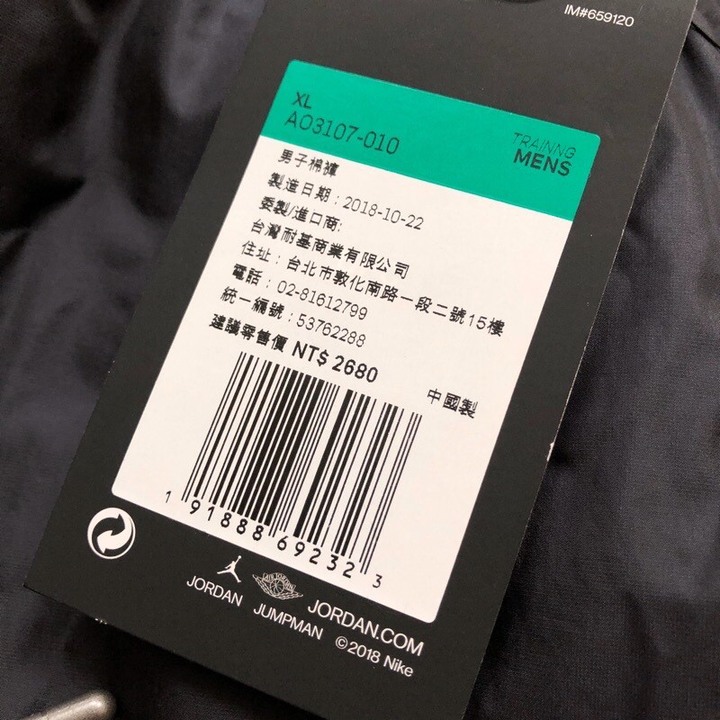 IM#659120
XL
AO3107-010
TRAINNG
MENS
男子棉褲
製造日期：2018-10-22
委製/進口商:
台灣耐基商業有限公司
住址：台北市敦化南路一段二號15樓
電話：02-81612799
統一編號：53762288
建議零售價 NT$ 2680
中國製
1 91888 69232 3
JORDAN JUMPMAN JORDAN.COM
©2018 Nike